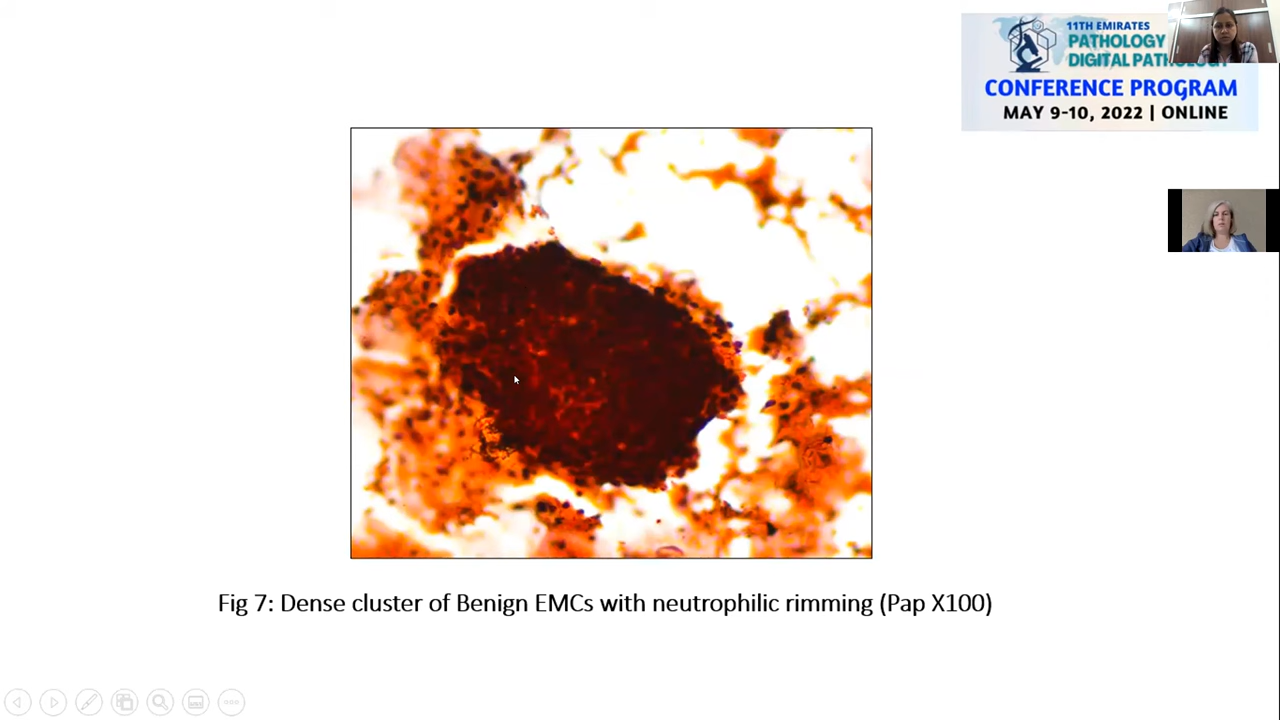 11TH EMIRATES
PATHOLOGY
DIGITAL PATHOLOGY
CONFERENCE PROGRAM
MAY 9-10, 2022 | ONLINE
Fig 7: Dense cluster of Benign EMCs with neutrophilic rimming (Pap X100)